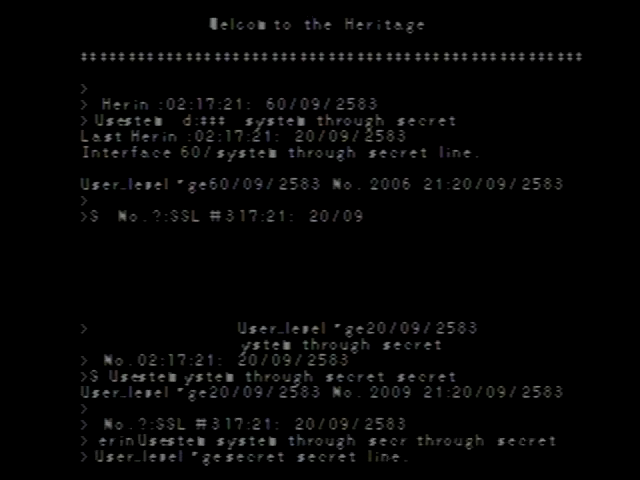 Welcom to the Heritage
****************************************************
>
> Herin :02:17:21: 60/09/2583
>Usestem d:*** system through secret
Last Herin :02:17:21: 20/09/2583
Interface 60/system through secret line.
User_level "ge60/09/2583 No. 2006 21:20/09/2583
>
>S No.?:SSL #317:21: 20/09
> User_level "ge20/09/2583
ystem through secret
> No.02:17:21: 20/09/2583
>S Usestem ystem through secret secret
User_level "ge20/09/2583 No. 2009 21:20/09/2583
>
> No.?:SSL #317:21: 20/09/2583
> erinUsestem system through secr through secret
> User_level "gesecret secret line.